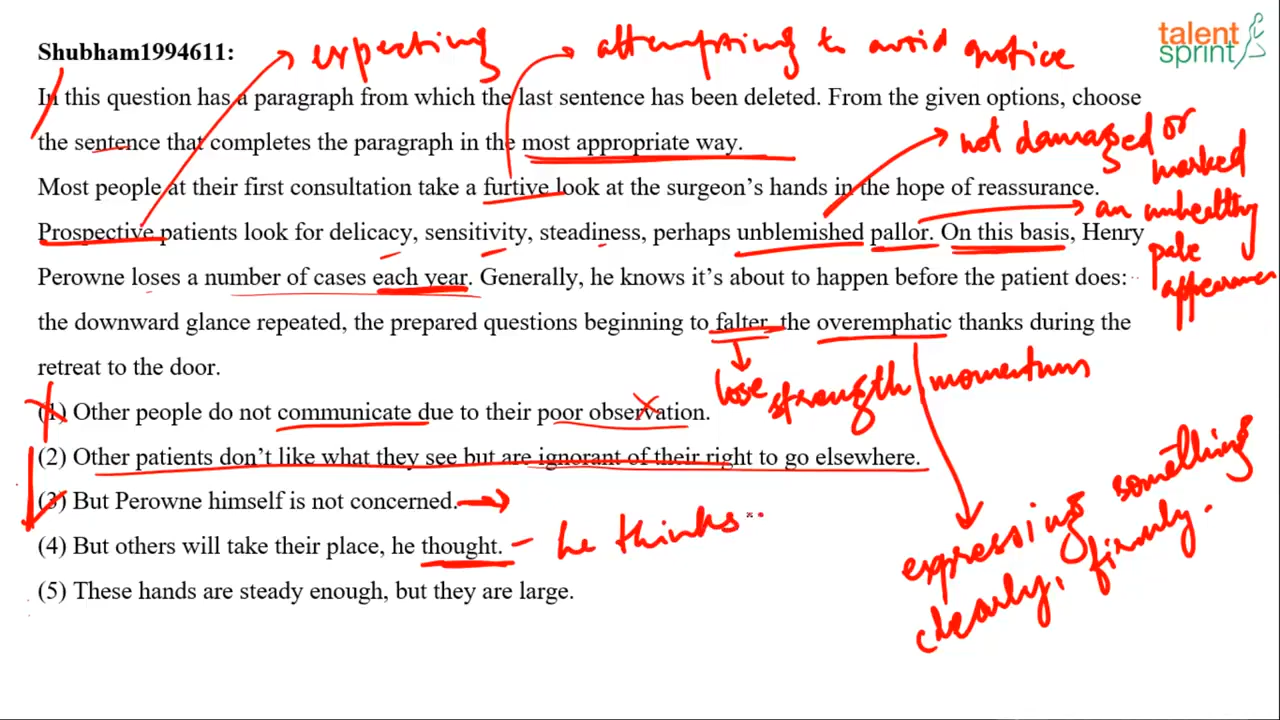 talent
sprint
Shubham1994611:
expecting
attempting to avoid notice
In this question has a paragraph from which the last sentence has been deleted. From the given options, choose
the sentence that completes the paragraph in the most appropriate way.
not damaged or
marked
Most people at their first consultation take a furtive look at the surgeon's hands in the hope of reassurance.
an unhealthy
pale
appearance
Prospective patients look for delicacy, sensitivity, steadiness, perhaps unblemished pallor. On this basis, Henry
Perowne loses a number of cases each year. Generally, he knows it's about to happen before the patient does:
the downward glance repeated, the prepared questions beginning to falter, the overemphatic thanks during the
retreat to the door.
lose strength/momentum
(1) Other people do not communicate due to their poor observation.
(2) Other patients don't like what they see but are ignorant of their right to go elsewhere.
(3) But Perowne himself is not concerned.
(4) But others will take their place, he thought. – he thinks
(5) These hands are steady enough, but they are large.
expressing something
clearly, firmly.